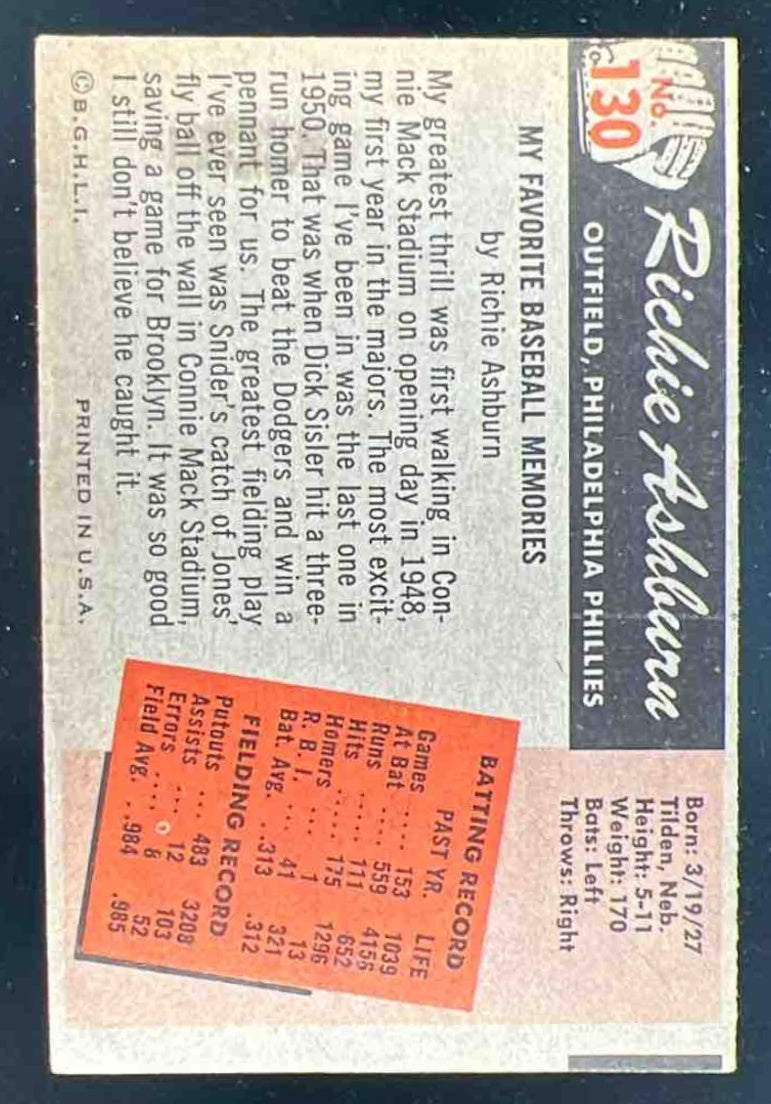 No.
130
Richie Ashburn
OUTFIELD, PHILADELPHIA PHILLIES
Born: 3/19/27
Tilden, Neb.
Height: 5-11
Weight: 170
Bats: Left
Throws: Right
MY FAVORITE BASEBALL MEMORIES
by Richie Ashburn
My greatest thrill was first walking in Con-
nie Mack Stadium on opening day in 1948,
my first year in the majors. The most excit-
ing game I've been in was the last one in
1950. That was when Dick Sisler hit a three-
run homer to beat the Dodgers and win a
pennant for us. The greatest fielding play
I've ever seen was Snider's catch of Jones'
fly ball off the wall in Connie Mack Stadium,
saving a game for Brooklyn. It was so good
I still don't believe he caught it.
© B.G.H.L.I. PRINTED IN U.S.A.
BATTING RECORD
PAST YR. LIFE
Games .... 153 1039
At Bat .... 559 4156
Runs ..... 111 652
Hits ..... 175 1296
Homers .... 1 13
R. B. I. ... 41 321
Bat. Avg. ..313 .312
FIELDING RECORD
Putouts ... 483 3208
Assists ... 12 103
Errors .... 8 52
Field Avg. ..984 .985